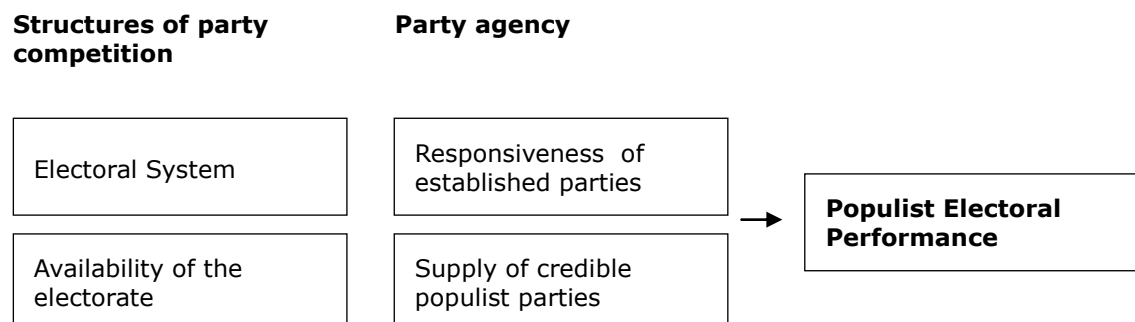 Structures of party
competition
Party agency
Electoral System
Responsiveness of
established parties
Populist Electoral
Performance
Availability of the
electorate
Supply of credible
populist parties